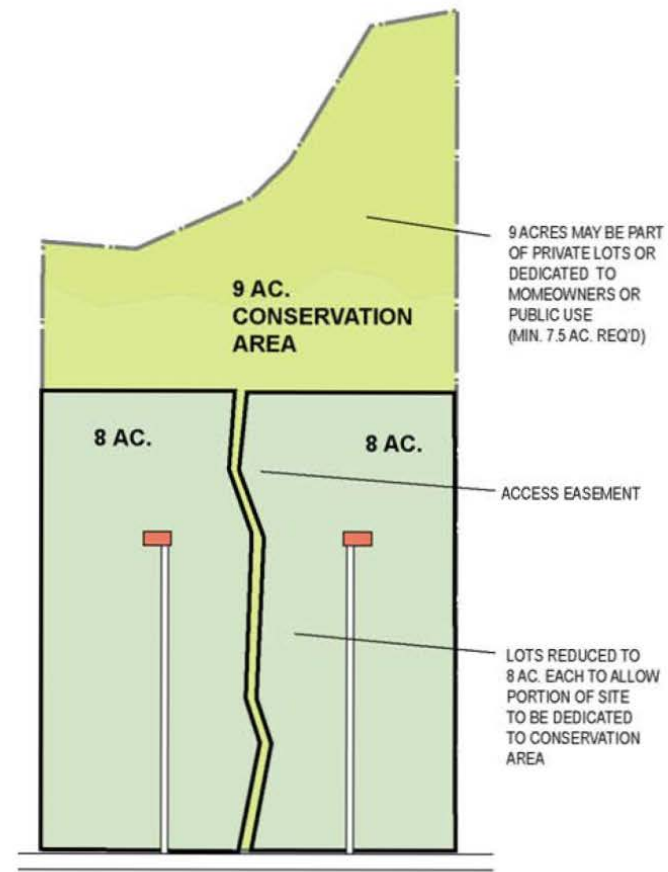 9 ACRES MAY BE PART
OF PRIVATE LOTS OR
DEDICATED TO
MOMEOWNERS OR
PUBLIC USE
(MIN. 7.5 AC. REQ'D)
9 AC.
CONSERVATION
AREA
8 AC.
8 AC.
ACCESS EASEMENT
LOTS REDUCED TO
8 AC. EACH TO ALLOW
PORTION OF SITE
TO BE DEDICATED
TO CONSERVATION
AREA